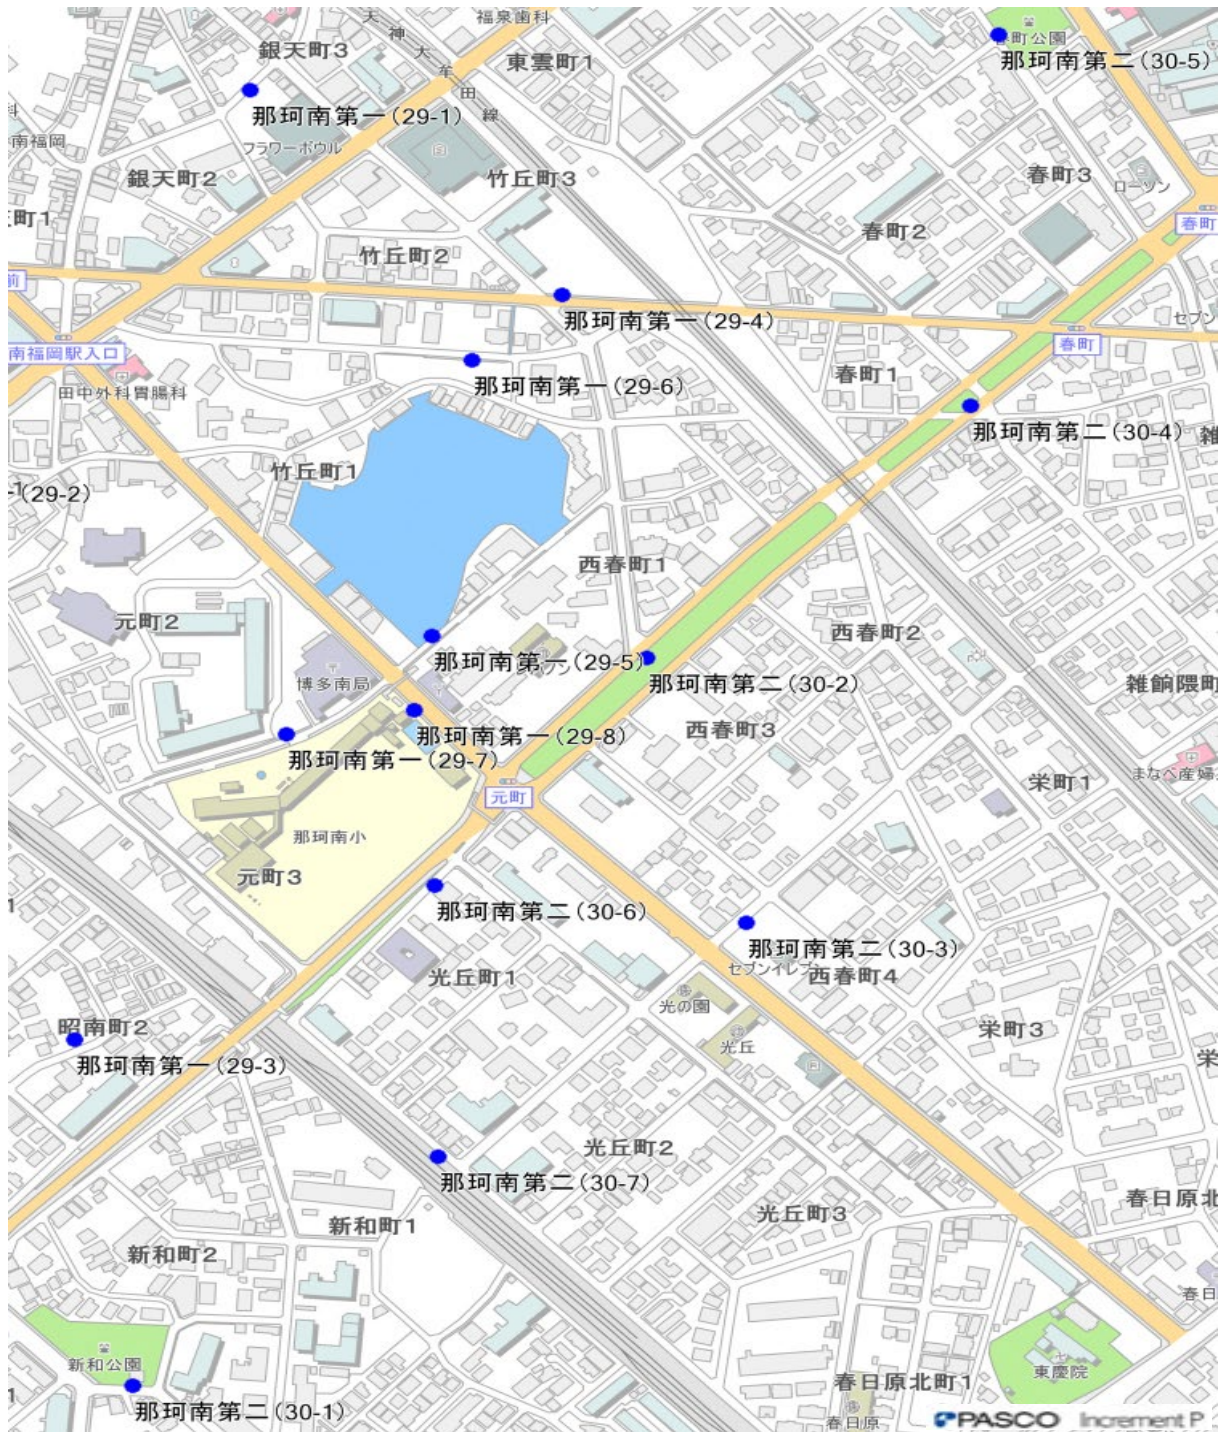 福泉歯科
天神大牟田線
銀天町3
東雲町1
春町公園
那珂南第二(30-5)
那珂南第一(29-1)
南福岡
フラワーボウル
銀天町2
竹丘町3
春町3
ローソン
町1
春町2
春町
竹丘町2
前
那珂南第一(29-4)
セブン
南福岡駅入口
春町
田中外科胃腸科
那珂南第一(29-6)
春町1
那珂南第二(30-4)
雑
竹丘町1
(29-2)
西春町1
元町2
西春町2
那珂南第一(29-5)
博多南局
那珂南第二(30-2)
雑餉隈町
西春町3
那珂南第一(29-8)
那珂南第一(29-7)
まなべ産婦
栄町1
元町
那珂南小
元町3
那珂南第二(30-6)
那珂南第二(30-3)
セブンイレブン
西春町4
光丘町1
光の園
昭南町2
栄町3
光丘
那珂南第一(29-3)
栄
光丘町2
那珂南第二(30-7)
春日原北
光丘町3
新和町1
新和町2
春日
新和公園
東慶院
春日原北町1
那珂南第二(30-1)
春日原
PASCO Increment P